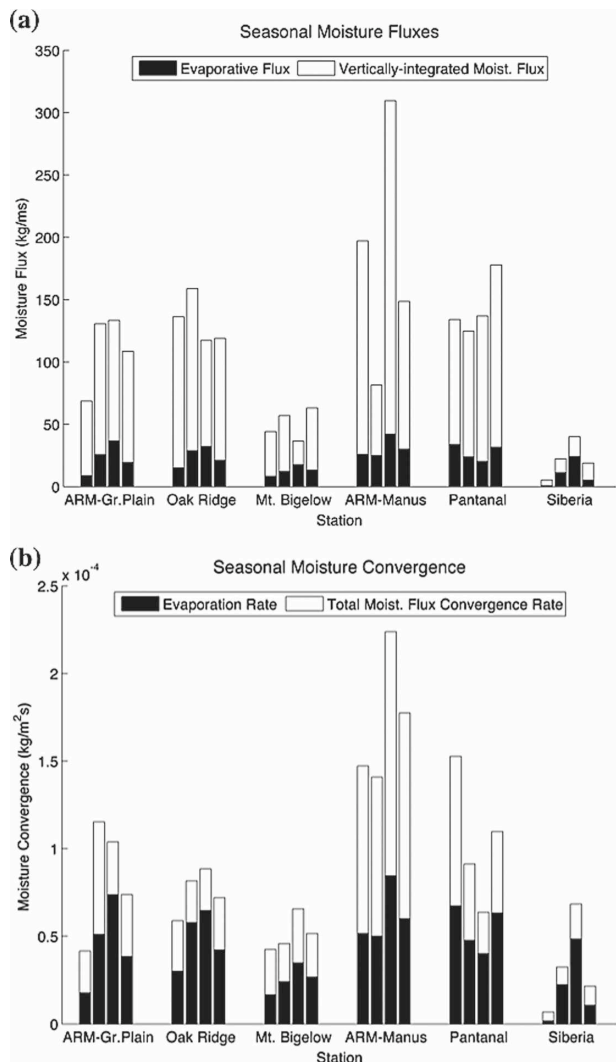 (a)
Seasonal Moisture Fluxes
Evaporative Flux Vertically-integrated Moist. Flux
Moisture Flux (kg/ms)
350
300
250
200
150
100
50
0
ARM-Gr.Plain Oak Ridge Mt. Bigelow ARM-Manus Pantanal Siberia
Station
(b)
x 10⁻⁴
Seasonal Moisture Convergence
Evaporation Rate Total Moist. Flux Convergence Rate
Moisture Convergence (kg/m²s)
2.5
2
1.5
1
0.5
0
ARM-Gr.Plain Oak Ridge Mt. Bigelow ARM-Manus Pantanal Siberia
Station